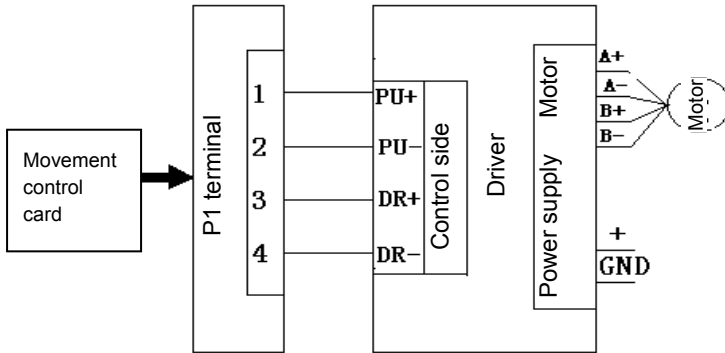 Movement
control
card
P1 terminal
1
2
3
4
PU+
PU-
DR+
DR-
Control side
Driver
Power supply Motor
A+
A-
B+
B-
Motor
+
GND